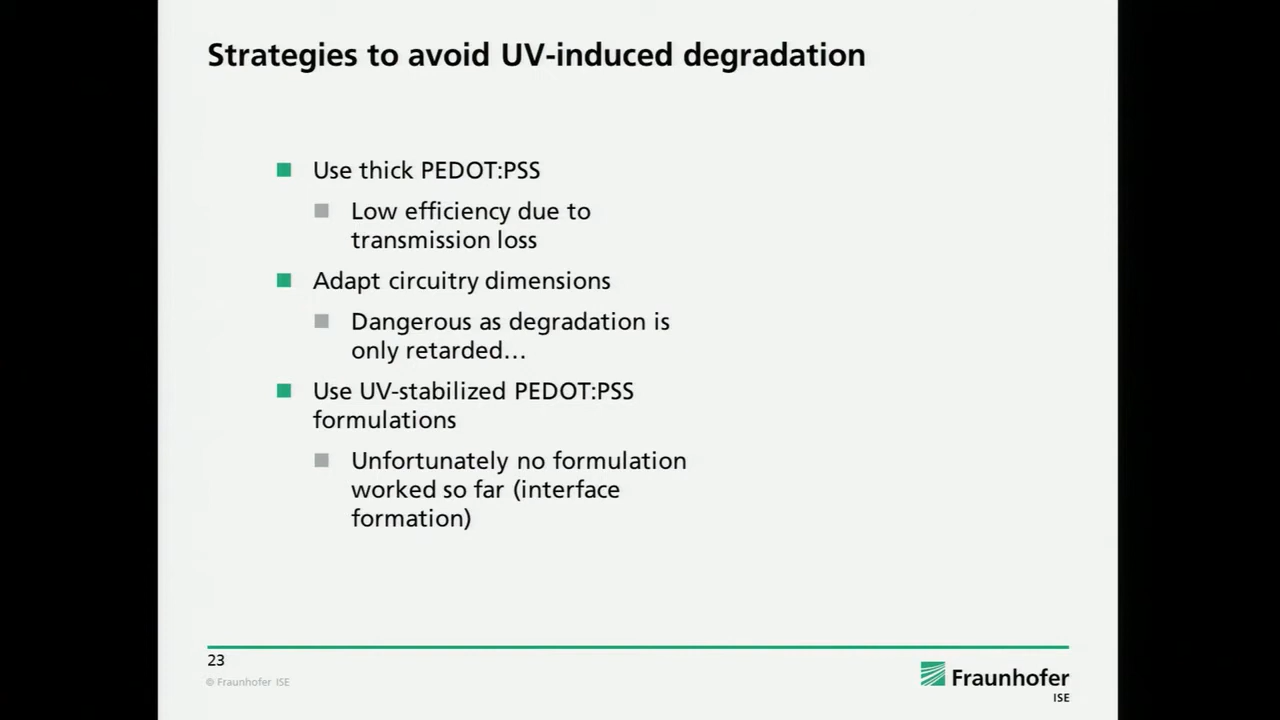 Strategies to avoid UV-induced degradation
Use thick PEDOT:PSS
Low efficiency due to
transmission loss
Adapt circuitry dimensions
Dangerous as degradation is
only retarded…
Use UV-stabilized PEDOT:PSS
formulations
Unfortunately no formulation
worked so far (interface
formation)
23
© Fraunhofer ISE
Fraunhofer
ISE